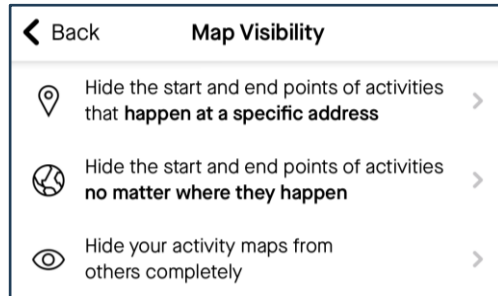 Back
Map Visibility
Hide the start and end points of activities
that happen at a specific address
Hide the start and end points of activities
no matter where they happen
Hide your activity maps from
others completely